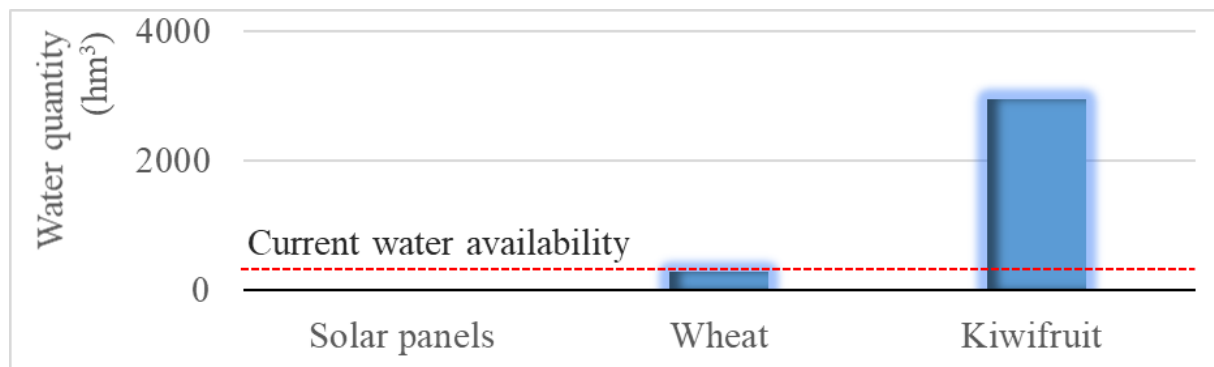 Water quantity
(hm³)
4000
2000
0
Current water availability
Solar panels
Wheat
Kiwifruit